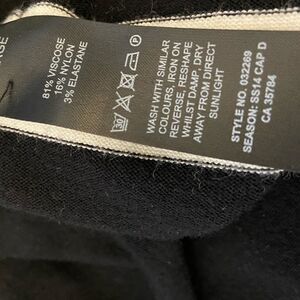 81% VISCOSE
16% NYLON
3% ELASTANE
30
WASH WITH SIMILAR
COLOURS, IRON ON
REVERSE, RESHAPE
WHILST DAMP, DRY
AWAY FROM DIRECT
SUNLIGHT
STYLE NO. 032269
SEASON: SS14 CAP D
CA 35784